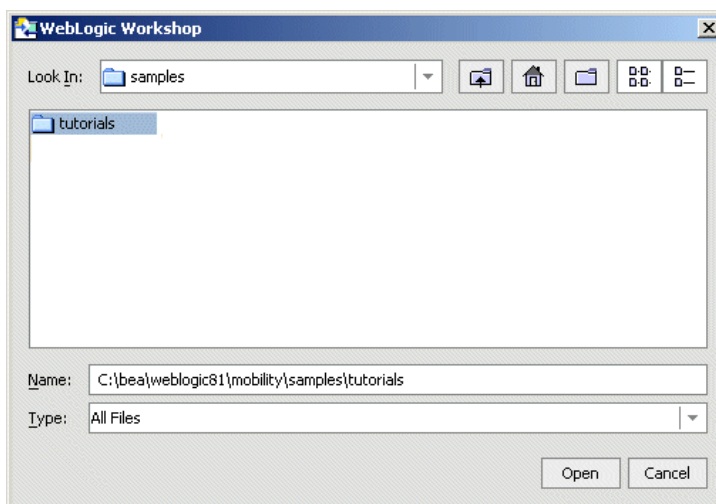 WebLogic Workshop
Look In: samples
tutorials
Name: C:\bea\weblogic81\mobility\samples\tutorials
Type: All Files
Open Cancel